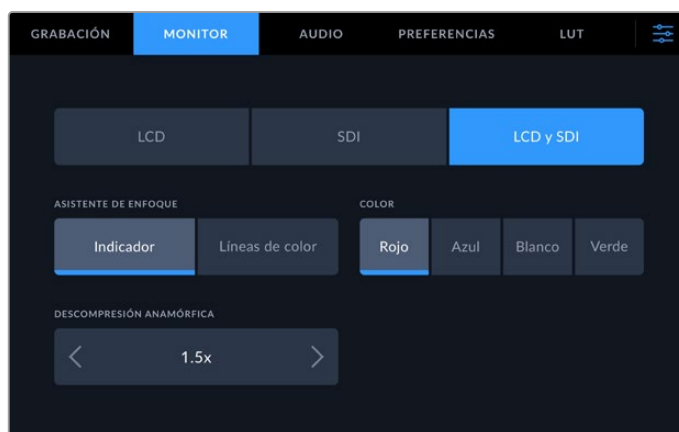 GRABACIÓN MONITOR AUDIO PREFERENCIAS LUT
LCD SDI LCD y SDI
ASISTENTE DE ENFOQUE COLOR
Indicador Líneas de color Rojo Azul Blanco Verde
DESCOMPRESIÓN ANAMÓRFICA
1.5x